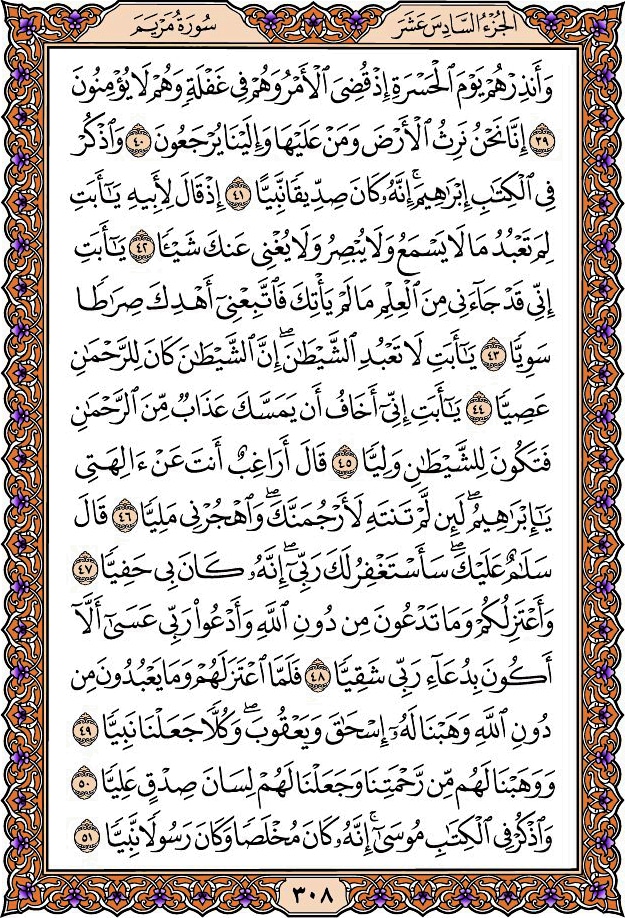 الجُزْءُ السَّادِسَ عَشَرَ سُورَةُ مَرْيَمَ
وَأَنذِرْهُمْ يَوْمَ ٱلْحَسْرَةِ إِذْ قُضِىَ ٱلْأَمْرُ وَهُمْ فِى غَفْلَةٍ وَهُمْ لَا يُؤْمِنُونَ
٣٩ إِنَّا نَحْنُ نَرِثُ ٱلْأَرْضَ وَمَنْ عَلَيْهَا وَإِلَيْنَا يُرْجَعُونَ ٤٠ وَٱذْكُرْ
فِى ٱلْكِتَٰبِ إِبْرَٰهِيمَۚ إِنَّهُۥ كَانَ صِدِّيقًا نَّبِيًّا ٤١ إِذْ قَالَ لِأَبِيهِ يَٰٓأَبَتِ
لِمَ تَعْبُدُ مَا لَا يَسْمَعُ وَلَا يُبْصِرُ وَلَا يُغْنِى عَنكَ شَيْـًٔا ٤٢ يَٰٓأَبَتِ
إِنِّى قَدْ جَآءَنِى مِنَ ٱلْعِلْمِ مَا لَمْ يَأْتِكَ فَٱتَّبِعْنِىٓ أَهْدِكَ صِرَٰطًا
سَوِيًّا ٤٣ يَٰٓأَبَتِ لَا تَعْبُدِ ٱلشَّيْطَٰنَۖ إِنَّ ٱلشَّيْطَٰنَ كَانَ لِلرَّحْمَٰنِ
عَصِيًّا ٤٤ يَٰٓأَبَتِ إِنِّىٓ أَخَافُ أَن يَمَسَّكَ عَذَابٌ مِّنَ ٱلرَّحْمَٰنِ
فَتَكُونَ لِلشَّيْطَٰنِ وَلِيًّا ٤٥ قَالَ أَرَاغِبٌ أَنتَ عَنْ ءَالِهَتِى
يَٰٓإِبْرَٰهِيمُۖ لَئِن لَّمْ تَنتَهِ لَأَرْجُمَنَّكَۖ وَٱهْجُرْنِى مَلِيًّا ٤٦ قَالَ
سَلَٰمٌ عَلَيْكَۖ سَأَسْتَغْفِرُ لَكَ رَبِّىٓۖ إِنَّهُۥ كَانَ بِى حَفِيًّا ٤٧
وَأَعْتَزِلُكُمْ وَمَا تَدْعُونَ مِن دُونِ ٱللَّهِ وَأَدْعُوا۟ رَبِّى عَسَىٰٓ أَلَّآ
أَكُونَ بِدُعَآءِ رَبِّى شَقِيًّا ٤٨ فَلَمَّا ٱعْتَزَلَهُمْ وَمَا يَعْبُدُونَ مِن
دُونِ ٱللَّهِ وَهَبْنَا لَهُۥٓ إِسْحَٰقَ وَيَعْقُوبَۖ وَكُلًّا جَعَلْنَا نَبِيًّا ٤٩
وَوَهَبْنَا لَهُم مِّن رَّحْمَتِنَا وَجَعَلْنَا لَهُمْ لِسَانَ صِدْقٍ عَلِيًّا ٥٠
وَٱذْكُرْ فِى ٱلْكِتَٰبِ مُوسَىٰٓۚ إِنَّهُۥ كَانَ مُخْلَصًا وَكَانَ رَسُولًا نَّبِيًّا ٥١
٣٠٨